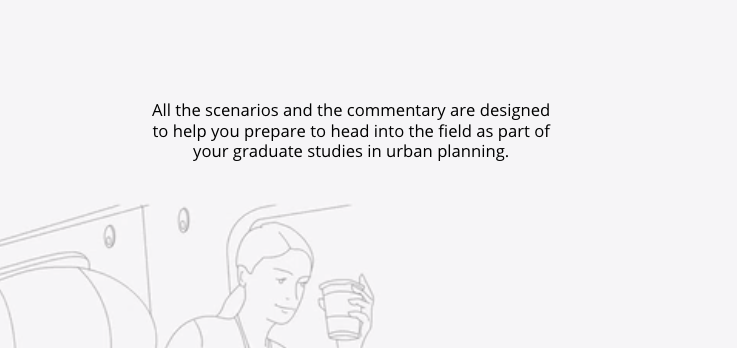 All the scenarios and the commentary are designed
to help you prepare to head into the field as part of
your graduate studies in urban planning.